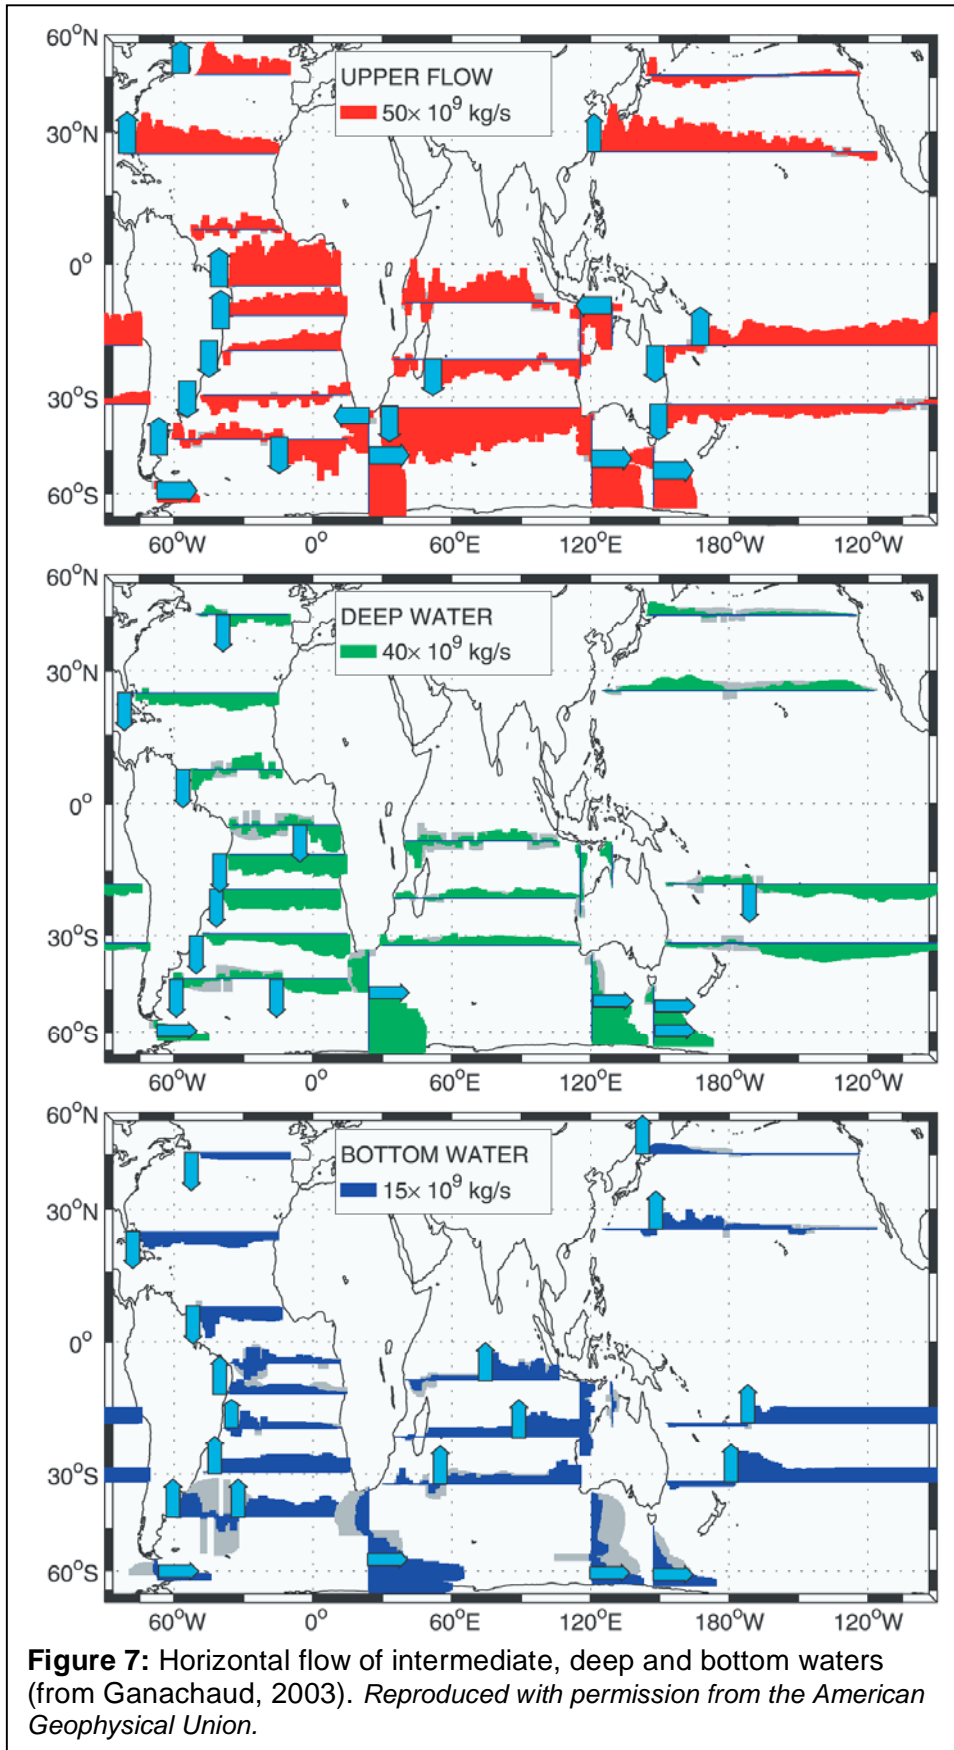 60°N
UPPER FLOW
50× 10⁹ kg/s
30°N
0°
30°S
60°S
60°W 0° 60°E 120°E 180°W 120°W
60°N
DEEP WATER
40× 10⁹ kg/s
30°N
0°
30°S
60°S
60°W 0° 60°E 120°E 180°W 120°W
60°N
BOTTOM WATER
15× 10⁹ kg/s
30°N
0°
30°S
60°S
60°W 0° 60°E 120°E 180°W 120°W
Figure 7: Horizontal flow of intermediate, deep and bottom waters
(from Ganachaud, 2003). Reproduced with permission from the American
Geophysical Union.